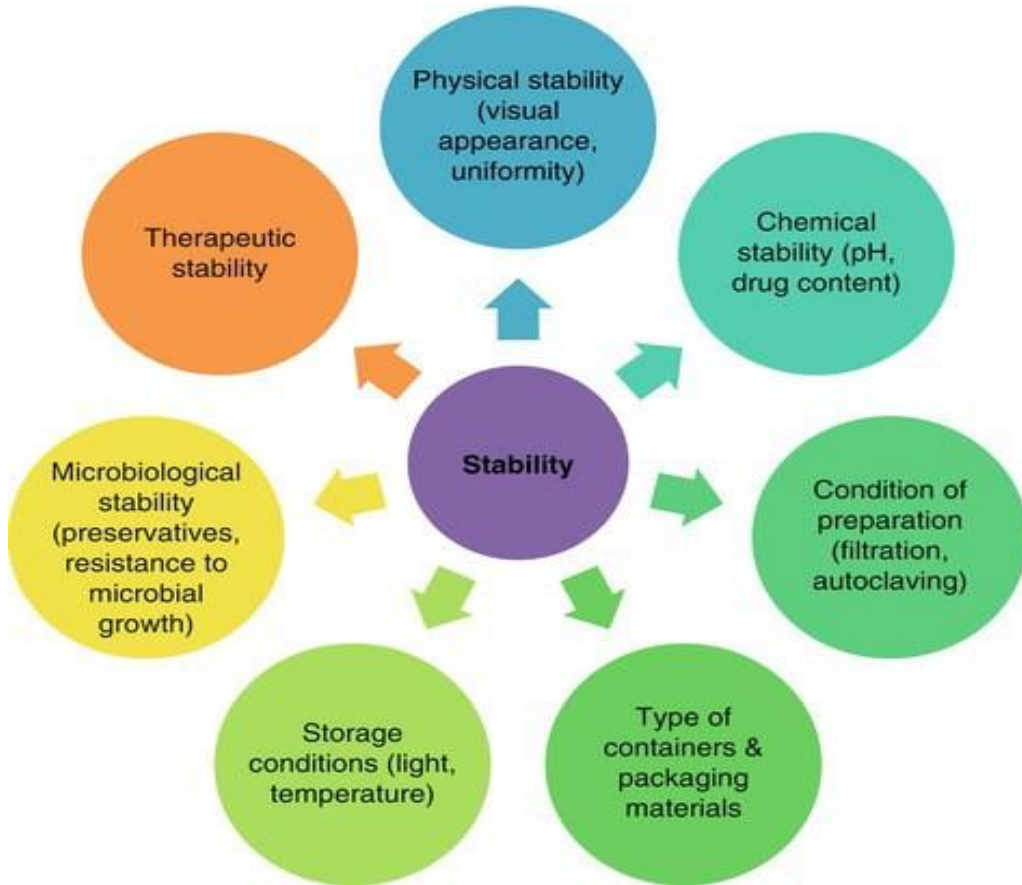 Physical stability
(visual
appearance,
uniformity)
Chemical
stability (pH,
drug content)
Condition of
preparation
(filtration,
autoclaving)
Type of
containers &
packaging
materials
Storage
conditions (light,
temperature)
Microbiological
stability
(preservatives,
resistance to
microbial
growth)
Therapeutic
stability
Stability